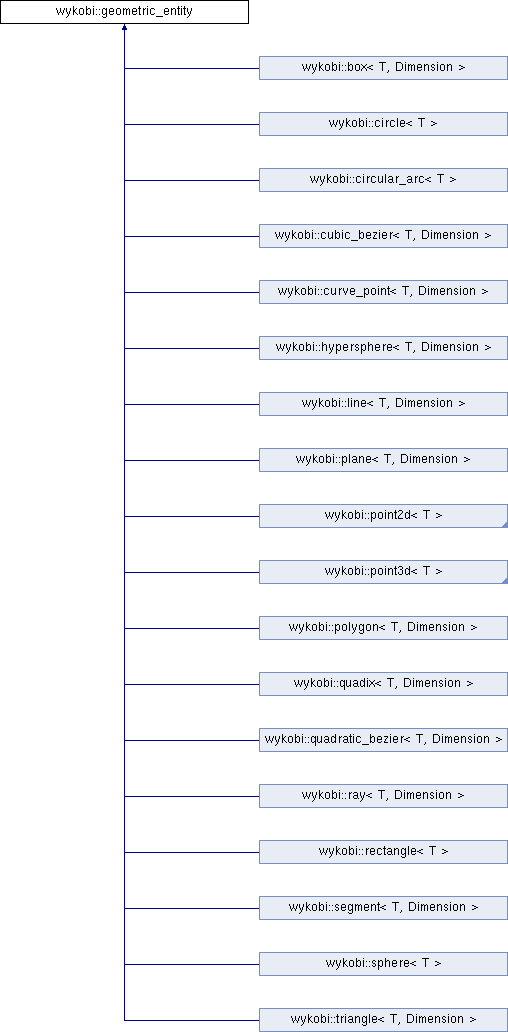 wykobi::geometric_entity
wykobi::box< T, Dimension >
wykobi::circle< T >
wykobi::circular_arc< T >
wykobi::cubic_bezier< T, Dimension >
wykobi::curve_point< T, Dimension >
wykobi::hypersphere< T, Dimension >
wykobi::line< T, Dimension >
wykobi::plane< T, Dimension >
wykobi::point2d< T >
wykobi::point3d< T >
wykobi::polygon< T, Dimension >
wykobi::quadix< T, Dimension >
wykobi::quadratic_bezier< T, Dimension >
wykobi::ray< T, Dimension >
wykobi::rectangle< T >
wykobi::segment< T, Dimension >
wykobi::sphere< T >
wykobi::triangle< T, Dimension >